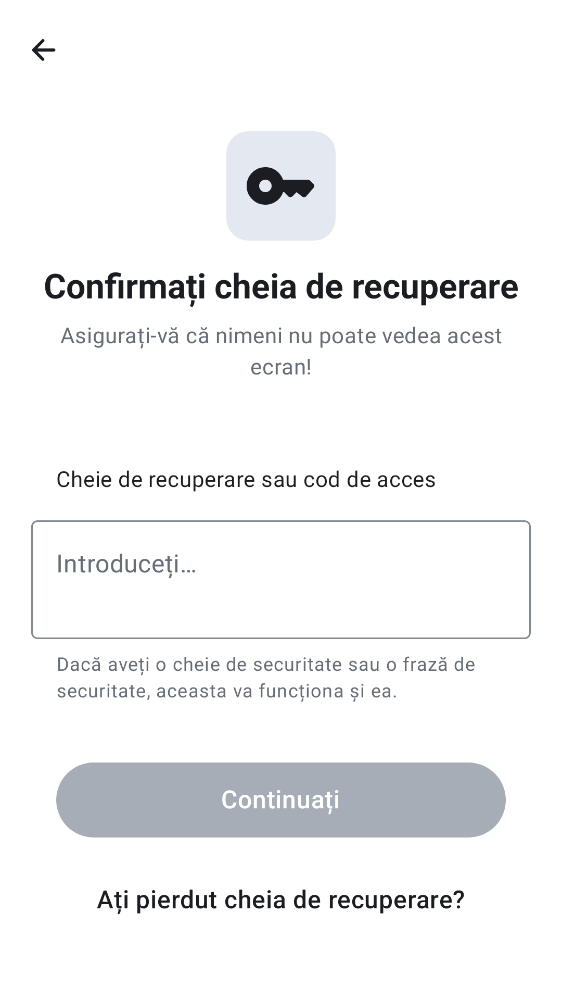 Confirmați cheia de recuperare
Asigurați-vă că nimeni nu poate vedea acest
ecran!
Cheie de recuperare sau cod de acces
Introduceți…
Dacă aveți o cheie de securitate sau o frază de
securitate, aceasta va funcționa și ea.
Continuați
Ați pierdut cheia de recuperare?